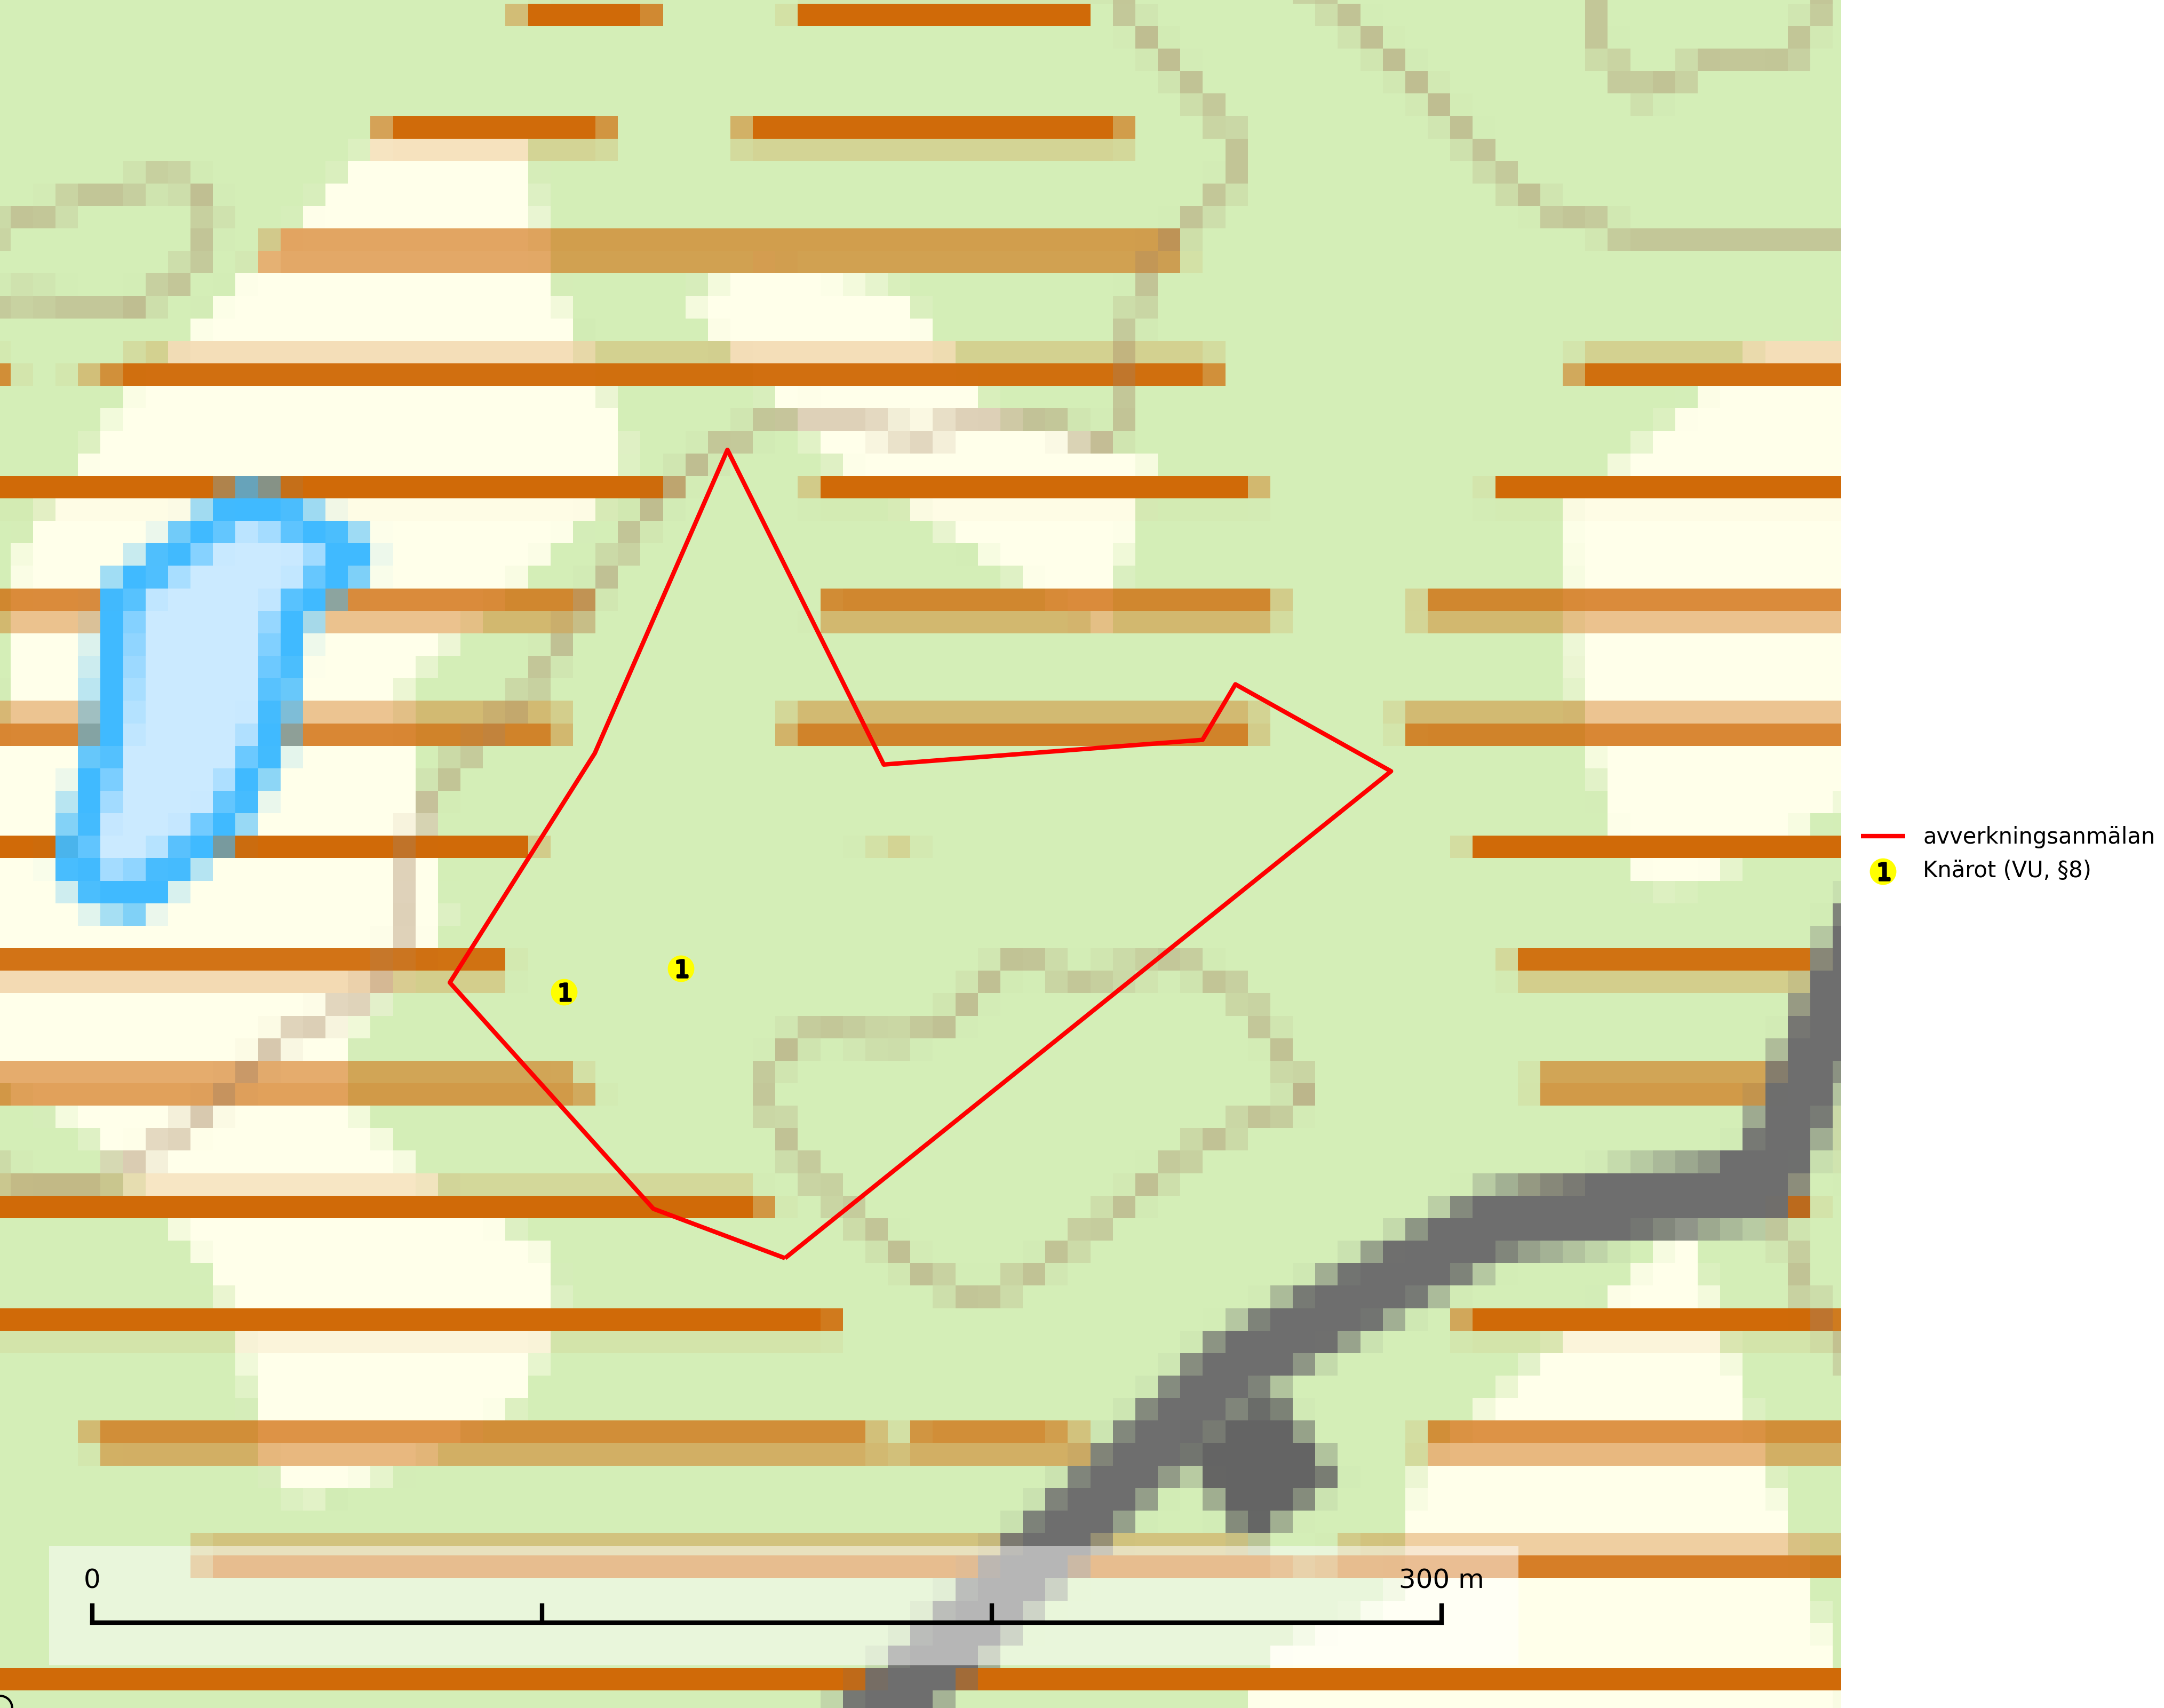 1
1
avverkningsanmälan
1 Knärot (VU, §8)
0 300 m